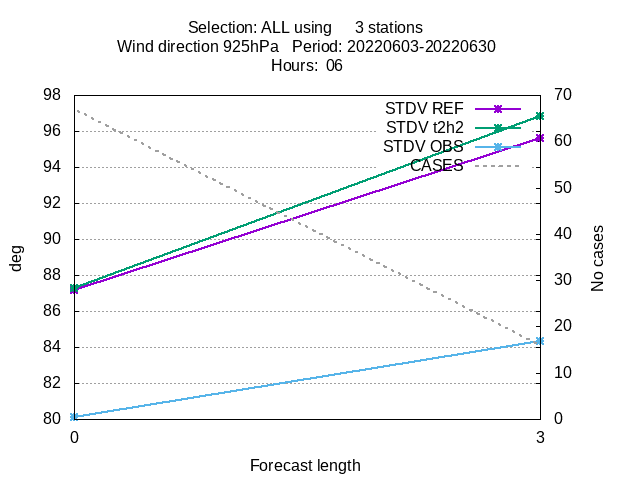 Selection: ALL using     3 stations
Wind direction 925hPa   Period: 20220603-20220630
Hours:  06
98
96
94
92
90
88
86
84
82
80
70
60
50
40
30
20
10
0
STDV REF
STDV t2h2
STDV OBS
CASES
deg
No cases
0
3
Forecast length